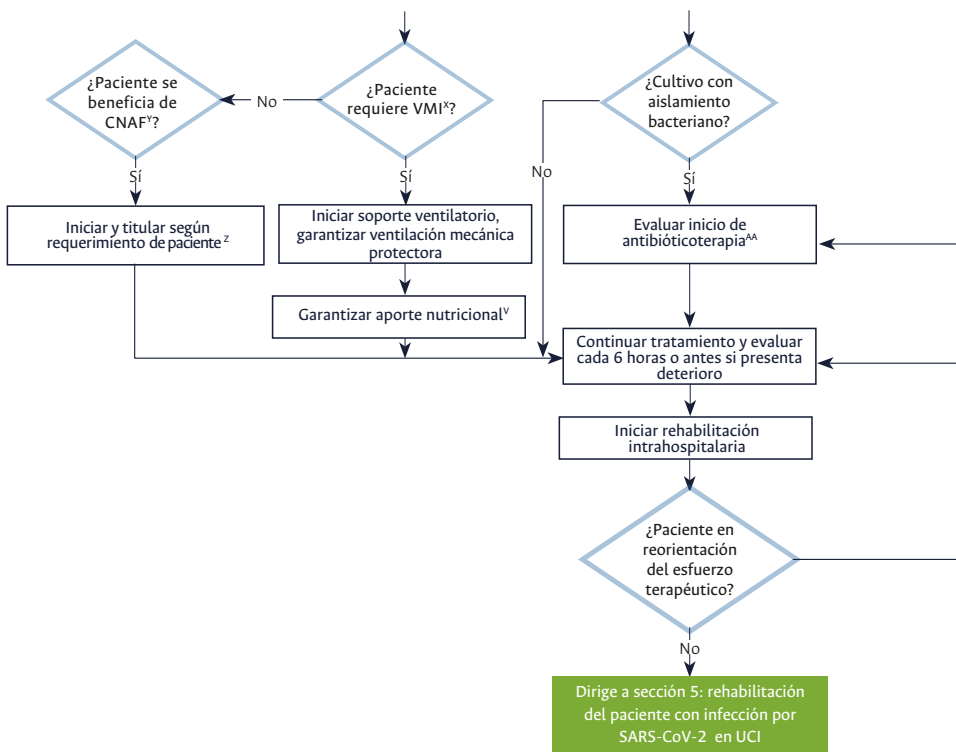 ¿Paciente se
beneficia de
CNAFY?
No
¿Paciente
requiere VMIX?
¿Cultivo con
aislamiento
bacteriano?
No
Sí
Sí
Sí
Iniciar y titular según
requerimiento de paciente Z
Iniciar soporte ventilatorio,
garantizar ventilación mecánica
protectora
Evaluar inicio de
antibióticoterapiaAA
Garantizar aporte nutricionalV
Continuar tratamiento y evaluar
cada 6 horas o antes si presenta
deterioro
Iniciar rehabilitación
intrahospitalaria
¿Paciente en
reorientación
del esfuerzo
terapéutico?
No
Dirige a sección 5: rehabilitación
del paciente con infección por
SARS-CoV-2 en UCI